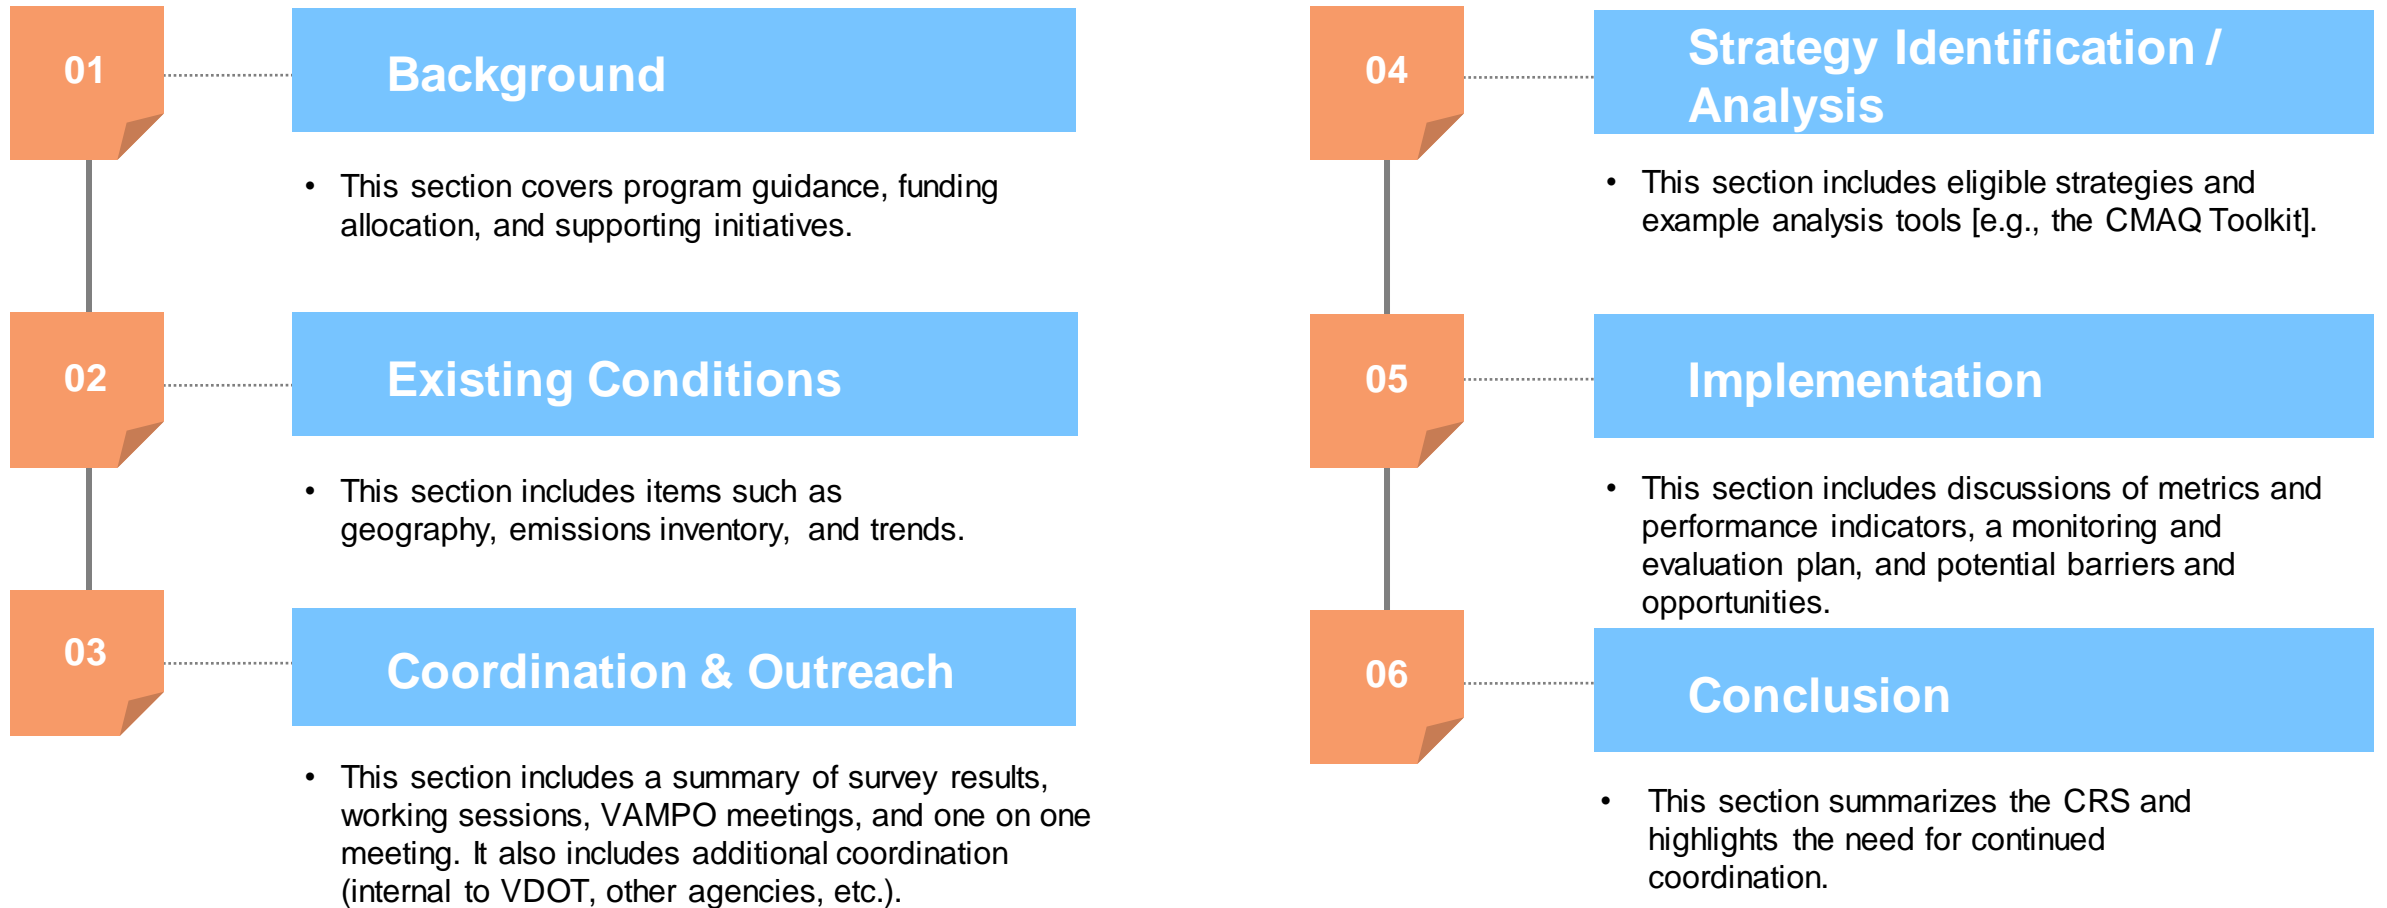 01
Background
• This section covers program guidance, funding
allocation, and supporting initiatives.
02
Existing Conditions
• This section includes items such as
geography, emissions inventory, and trends.
03
Coordination & Outreach
• This section includes a summary of survey results,
working sessions, VAMPO meetings, and one on one
meeting. It also includes additional coordination
(internal to VDOT, other agencies, etc.).
04
Strategy Identification /
Analysis
• This section includes eligible strategies and
example analysis tools [e.g., the CMAQ Toolkit].
05
Implementation
• This section includes discussions of metrics and
performance indicators, a monitoring and
evaluation plan, and potential barriers and
opportunities.
06
Conclusion
• This section summarizes the CRS and
highlights the need for continued
coordination.